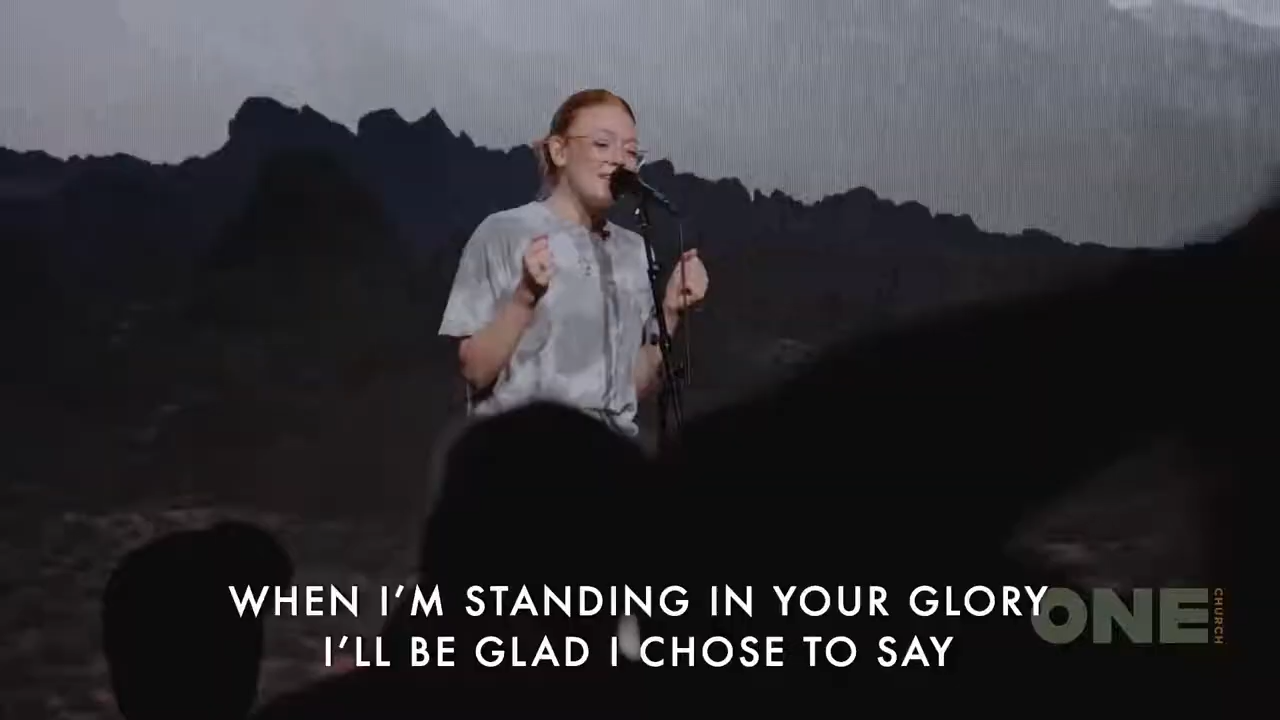 WHEN I'M STANDING IN YOUR GLORY
I'LL BE GLAD I CHOSE TO SAY
ONE CHURCH